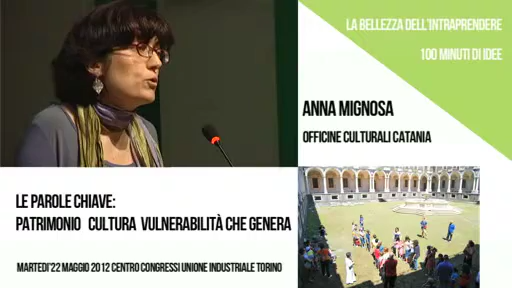 LA BELLEZZA DELL'INTRAPRENDERE
100 MINUTI DI IDEE
ANNA MIGNOSA
OFFICINE CULTURALI CATANIA
LE PAROLE CHIAVE:
PATRIMONIO CULTURA VULNERABILITÀ CHE GENERA
MARTEDI'22 MAGGIO 2012 CENTRO CONGRESSI UNIONE INDUSTRIALE TORINO